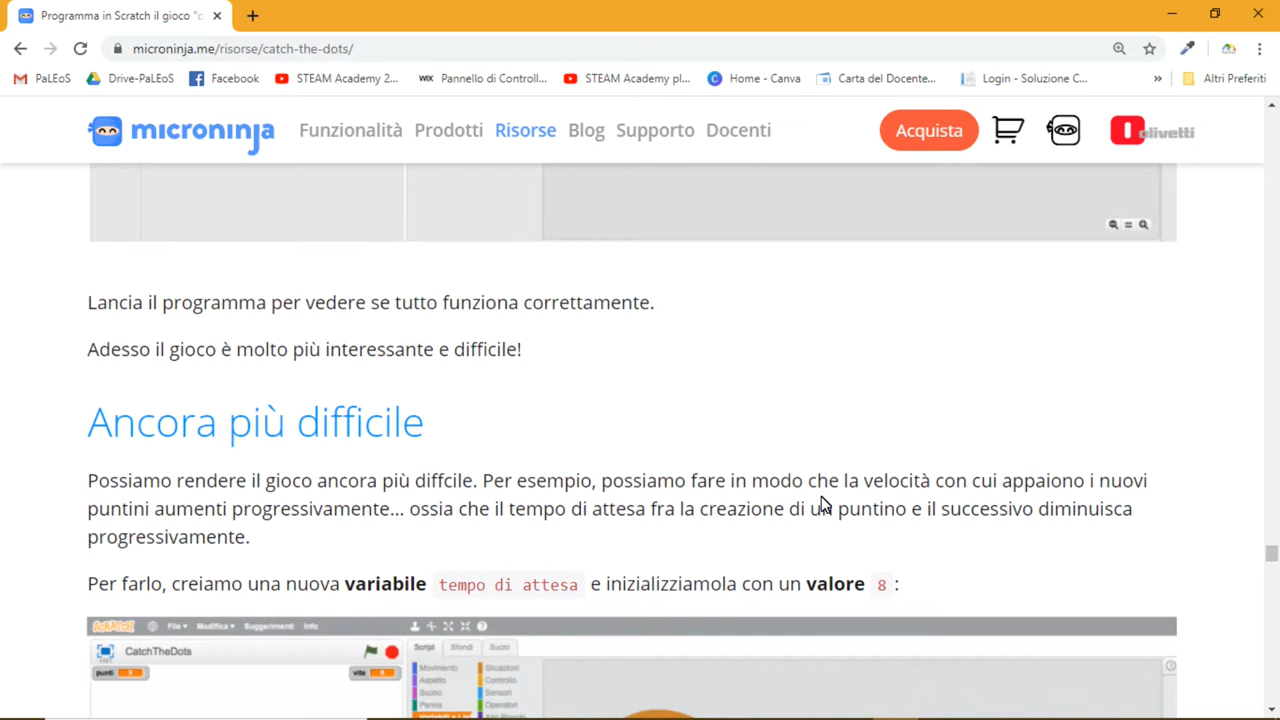 Programma in Scratch il gioco "c
microninja.me/risorse/catch-the-dots/
PaLEoS
Drive-PaLEoS
Facebook
STEAM Academy 2...
WIX Pannello di Controll...
STEAM Academy pl...
Home - Canva
Carta del Docente...
Login - Soluzione C...
»
Altri Preferiti
microninja
Funzionalità
Prodotti
Risorse
Blog
Supporto
Docenti
Acquista
olivetti
Lancia il programma per vedere se tutto funziona correttamente.
Adesso il gioco è molto più interessante e difficile!
Ancora più difficile
Possiamo rendere il gioco ancora più diffcile. Per esempio, possiamo fare in modo che la velocità con cui appaiono i nuovi
puntini aumenti progressivamente... ossia che il tempo di attesa fra la creazione di un puntino e il successivo diminuisca
progressivamente.
Per farlo, creiamo una nuova variabile tempo di attesa e inizializziamola con un valore 8 :
SCRATCH
File
Modifica
Suggerimenti
Info
CatchTheDots
Script
Sfondi
Suoni
punti
vite
Movimento
Situazioni
Aspetto
Controllo
Suono
Sensori
Penna
Operatori